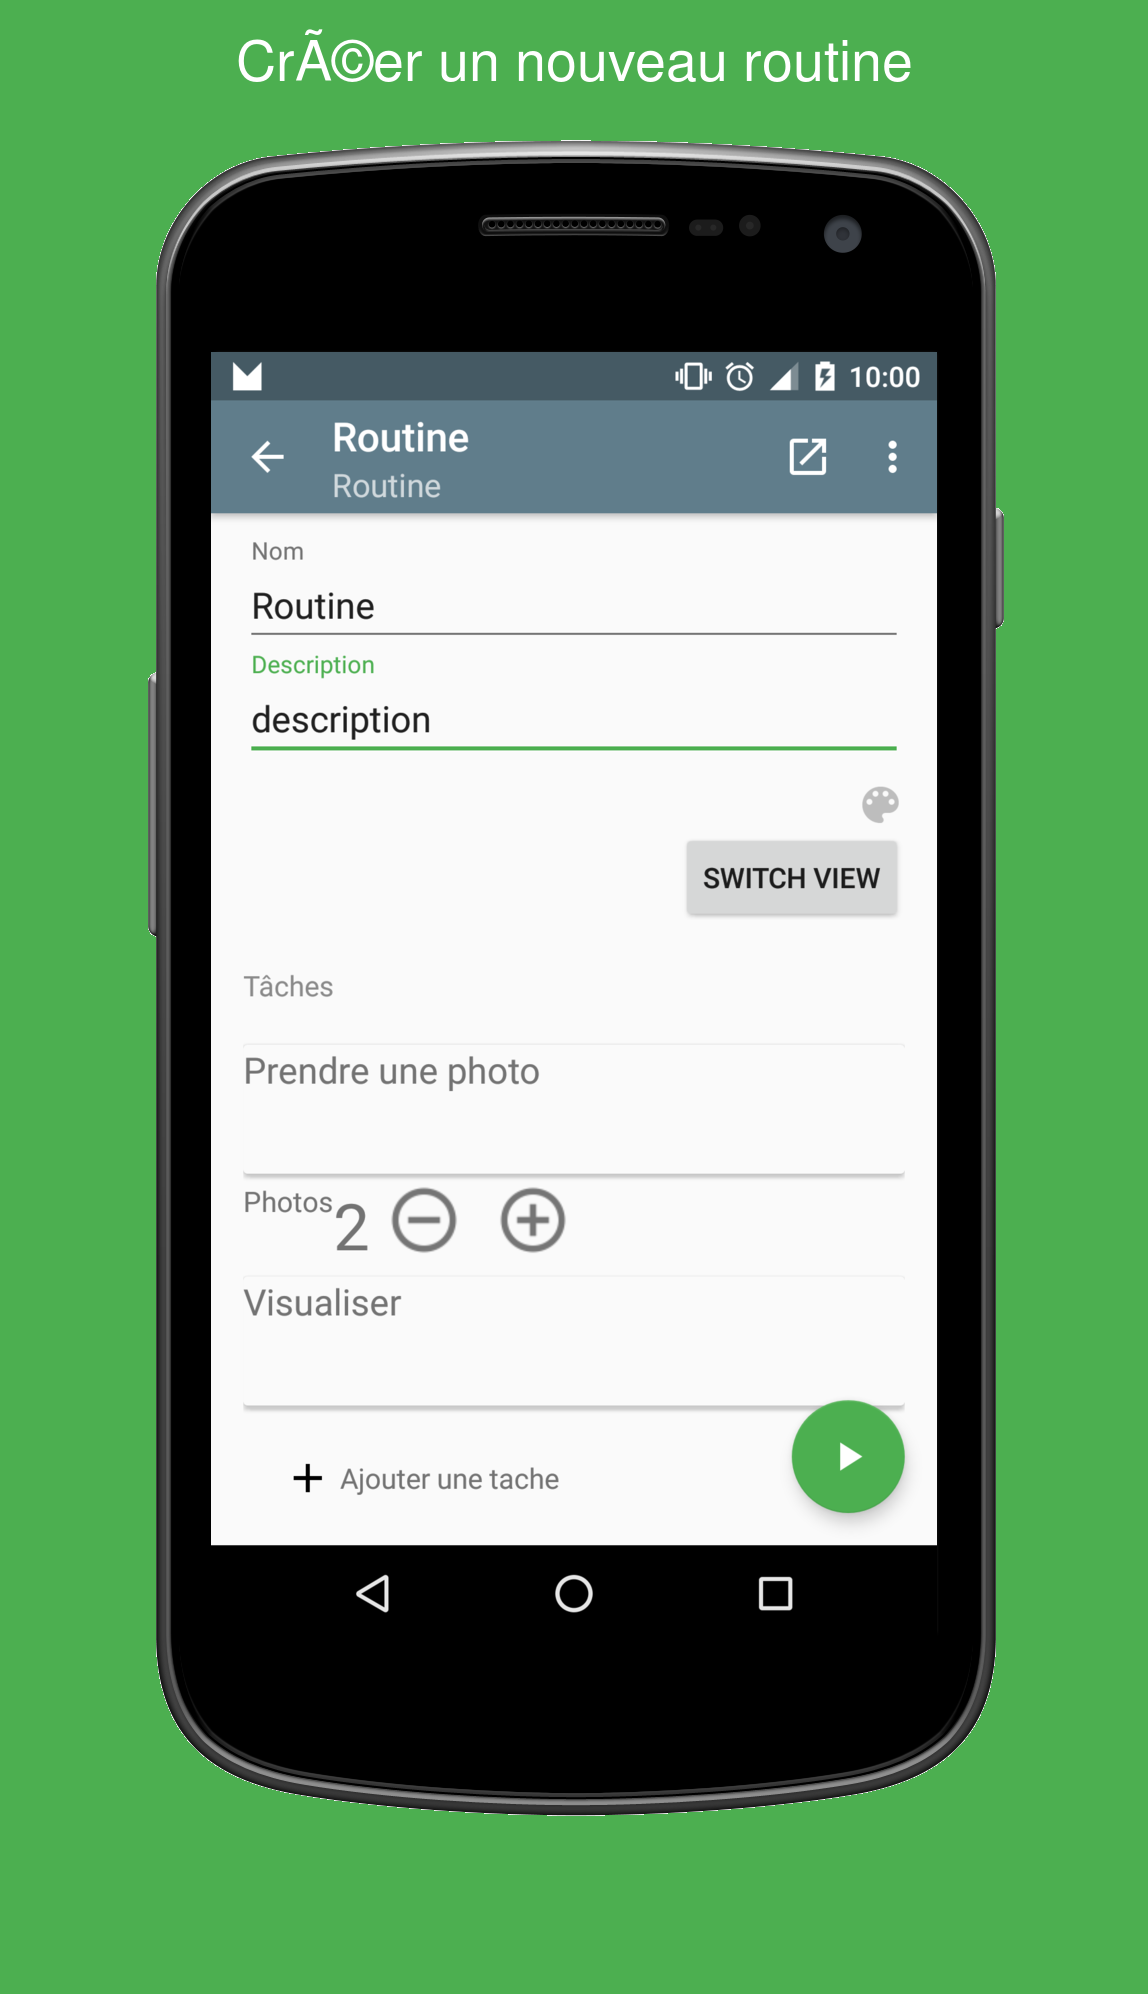 CrÃ©er un nouveau routine
10:00
Routine
Routine
Nom
Routine
Description
description
SWITCH VIEW
Tâches
Prendre une photo
Photos 2
Visualiser
Ajouter une tache